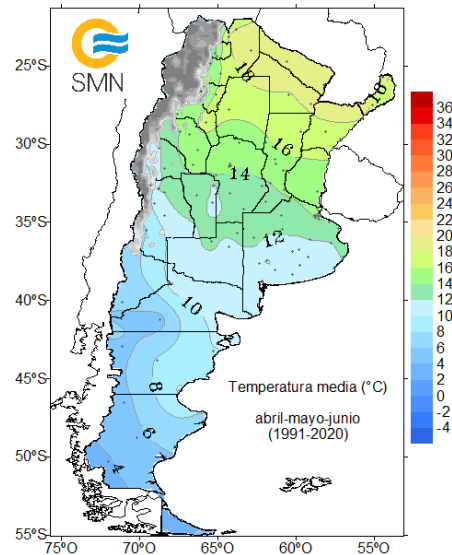 SMN
25°S
30°S
35°S
40°S
45°S
50°S
55°S
75°O
70°O
65°O
60°O
55°O
18
18
16
14
12
10
8
6
4
36
34
32
30
28
26
24
22
20
18
16
14
12
10
8
6
4
2
0
-2
-4
Temperatura media (°C)
abril-mayo-junio
(1991-2020)